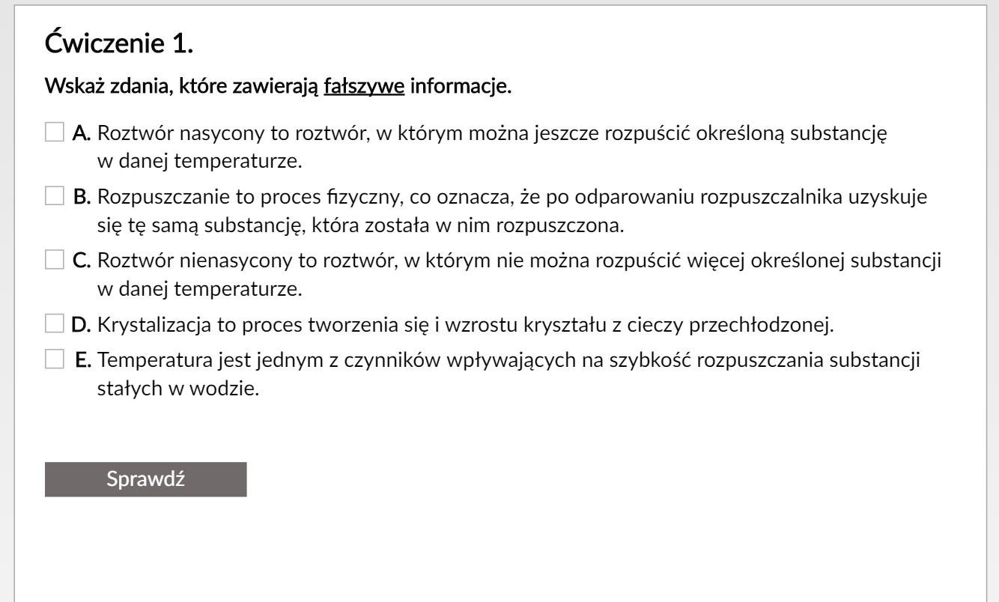 Ćwiczenie 1.
Wskaż zdania, które zawierają fałszywe informacje.
A. Roztwór nasycony to roztwór, w którym można jeszcze rozpuścić określoną substancję
w danej temperaturze.
B. Rozpuszczanie to proces fizyczny, co oznacza, że po odparowaniu rozpuszczalnika uzyskuje
się tę samą substancję, która została w nim rozpuszczona.
C. Roztwór nienasycony to roztwór, w którym nie można rozpuścić więcej określonej substancji
w danej temperaturze.
D. Krystalizacja to proces tworzenia się i wzrostu kryształu z cieczy przechłodzonej.
E. Temperatura jest jednym z czynników wpływających na szybkość rozpuszczania substancji
stałych w wodzie.
Sprawdź